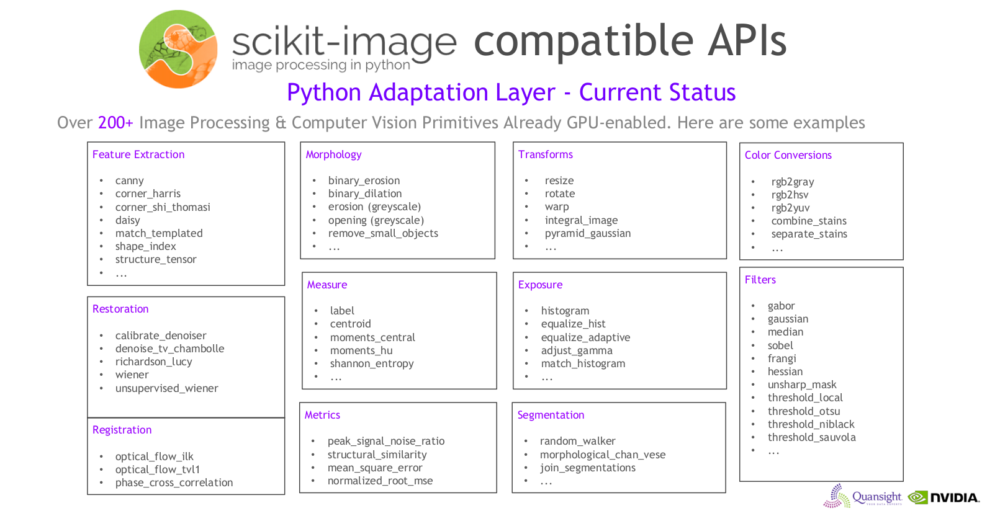 scikit-image compatible APIs
image processing in python
Python Adaptation Layer - Current Status
Over 200+ Image Processing & Computer Vision Primitives Already GPU-enabled. Here are some examples
Feature Extraction
• canny
• corner_harris
• corner_shi_thomasi
• daisy
• match_templated
• shape_index
• structure_tensor
• ...
Restoration
• calibrate_denoiser
• denoise_tv_chambolle
• richardson_lucy
• wiener
• unsupervised_wiener
Registration
• optical_flow_ilk
• optical_flow_tvl1
• phase_cross_correlation
Morphology
• binary_erosion
• binary_dilation
• erosion (greyscale)
• opening (greyscale)
• remove_small_objects
• ...
Measure
• label
• centroid
• moments_central
• moments_hu
• shannon_entropy
• ...
Metrics
• peak_signal_noise_ratio
• structural_similarity
• mean_square_error
• normalized_root_mse
Transforms
• resize
• rotate
• warp
• integral_image
• pyramid_gaussian
• ...
Exposure
• histogram
• equalize_hist
• equalize_adaptive
• adjust_gamma
• match_histogram
• ...
Segmentation
• random_walker
• morphological_chan_vese
• join_segmentations
• ...
Color Conversions
• rgb2gray
• rgb2hsv
• rgb2yuv
• combine_stains
• separate_stains
• ...
Filters
• gabor
• gaussian
• median
• sobel
• frangi
• hessian
• unsharp_mask
• threshold_local
• threshold_otsu
• threshold_niblack
• threshold_sauvola
• ...
Quansight
YOUR DATA EXPERTS
NVIDIA.